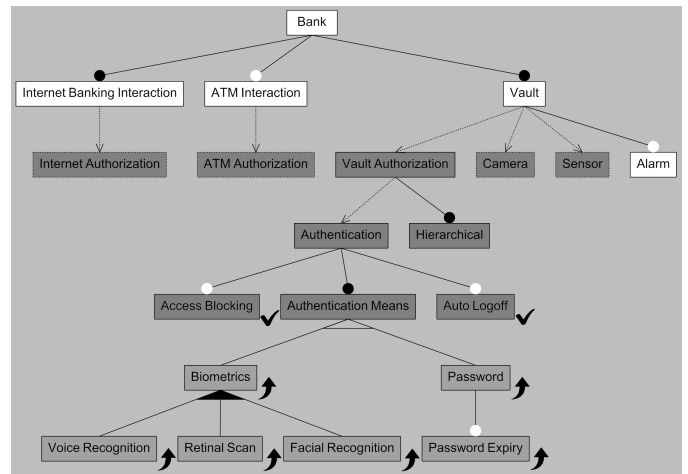 Bank
Internet Banking Interaction
ATM Interaction
Vault
Internet Authorization
ATM Authorization
Vault Authorization
Camera
Sensor
Alarm
Authentication
Hierarchical
Access Blocking
Authentication Means
Auto Logoff
Biometrics
Password
Voice Recognition
Retinal Scan
Facial Recognition
Password Expiry